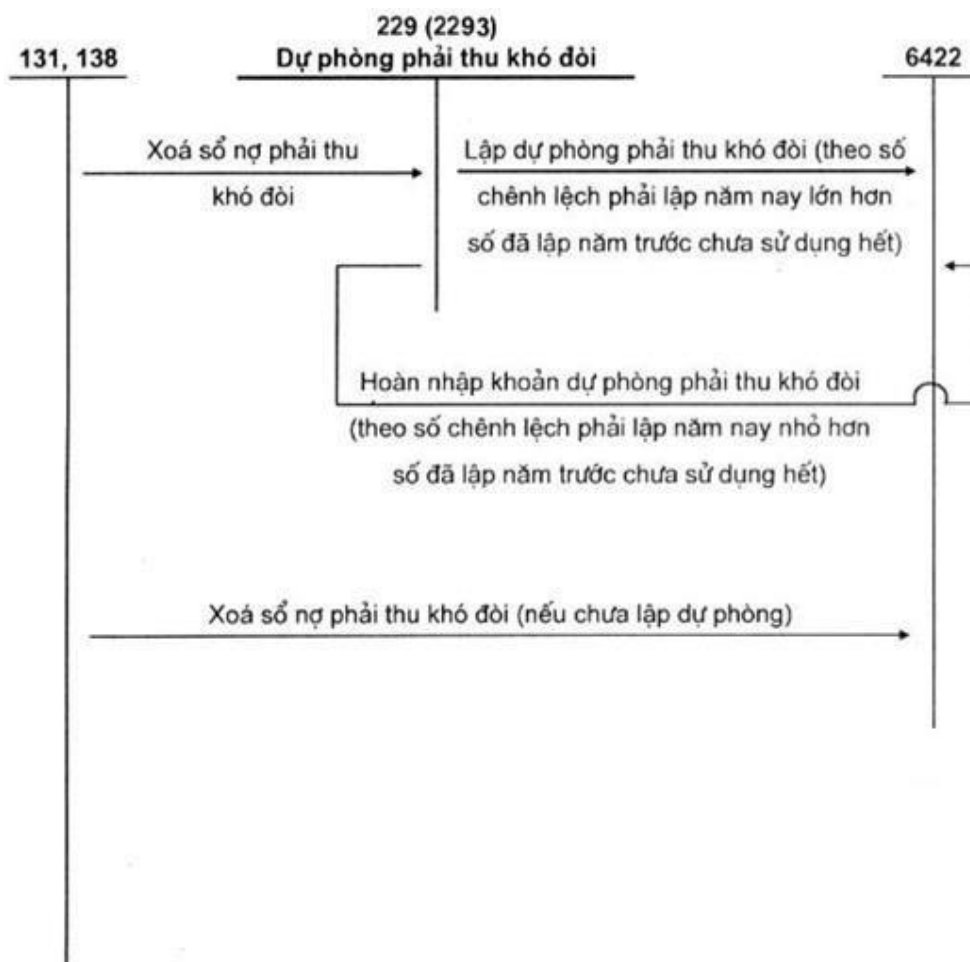 229 (2293)
131, 138
Dự phòng phải thu khó đòi
6422
Xoá sổ nợ phải thu
khó đòi
Lập dự phòng phải thu khó đòi (theo số
chênh lệch phải lập năm nay lớn hơn
số đã lập năm trước chưa sử dụng hết)
Hoàn nhập khoản dự phòng phải thu khó đòi
(theo số chênh lệch phải lập năm nay nhỏ hơn
số đã lập năm trước chưa sử dụng hết)
Xoá sổ nợ phải thu khó đòi (nếu chưa lập dự phòng)